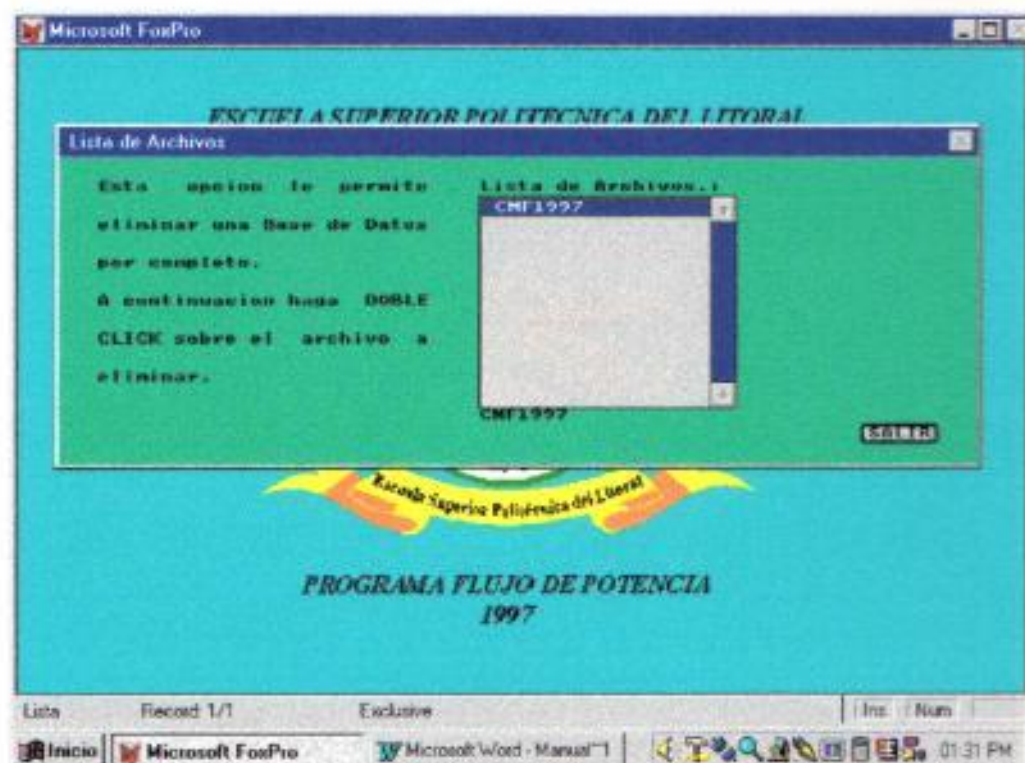 Microsoft FoxPro
ESCUELA SUPERIOR POLITECNICA DEL LITORAL
Lista de Archivos
Esta opcion le permite
eliminar una Base de Datos
por completo.
A continuacion haga DOBLE
CLICK sobre el archivo a
eliminar.
Lista de Archivos.:
CMF1997
CMF1997
SALIR
Escuela Superior Politécnica del Litoral
PROGRAMA FLUJO DE POTENCIA
1997
Lista Record: 1/1 Exclusive Ins Num
Inicio Microsoft FoxPro Microsoft Word - Manual~1 01:31 PM